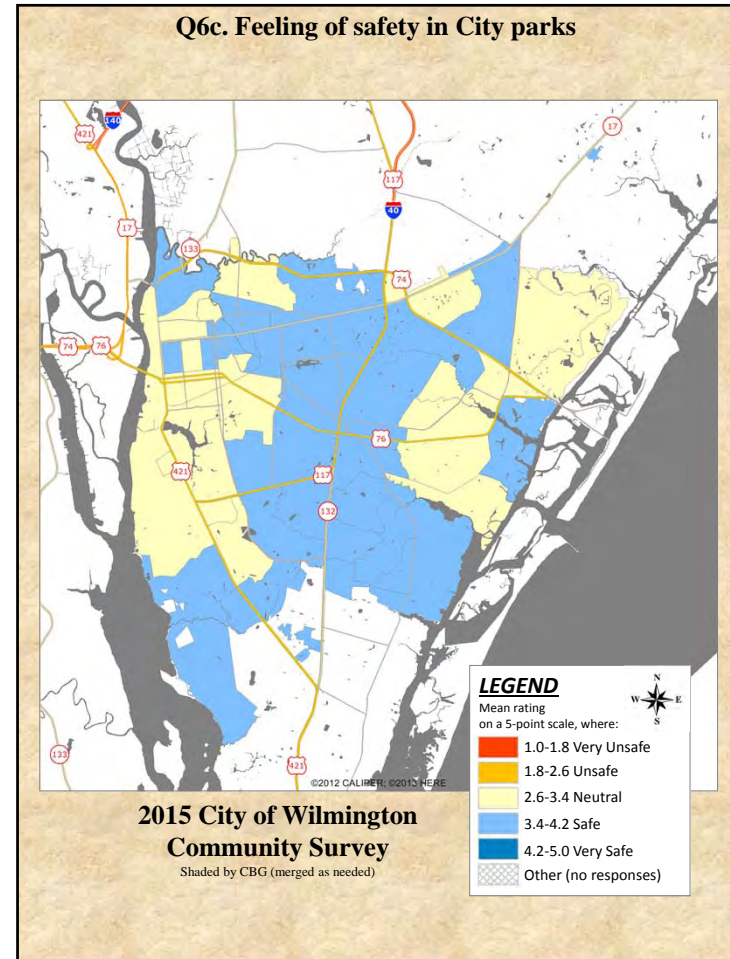 Q6c. Feeling of safety in City parks
140
421
17
117
40
17
133
74
74
76
76
421
117
132
133
421
©2012 CALIPER; ©2013 HERE
LEGEND
Mean rating
on a 5-point scale, where:
N
W E
S
1.0-1.8 Very Unsafe
1.8-2.6 Unsafe
2.6-3.4 Neutral
3.4-4.2 Safe
4.2-5.0 Very Safe
Other (no responses)
2015 City of Wilmington
Community Survey
Shaded by CBG (merged as needed)